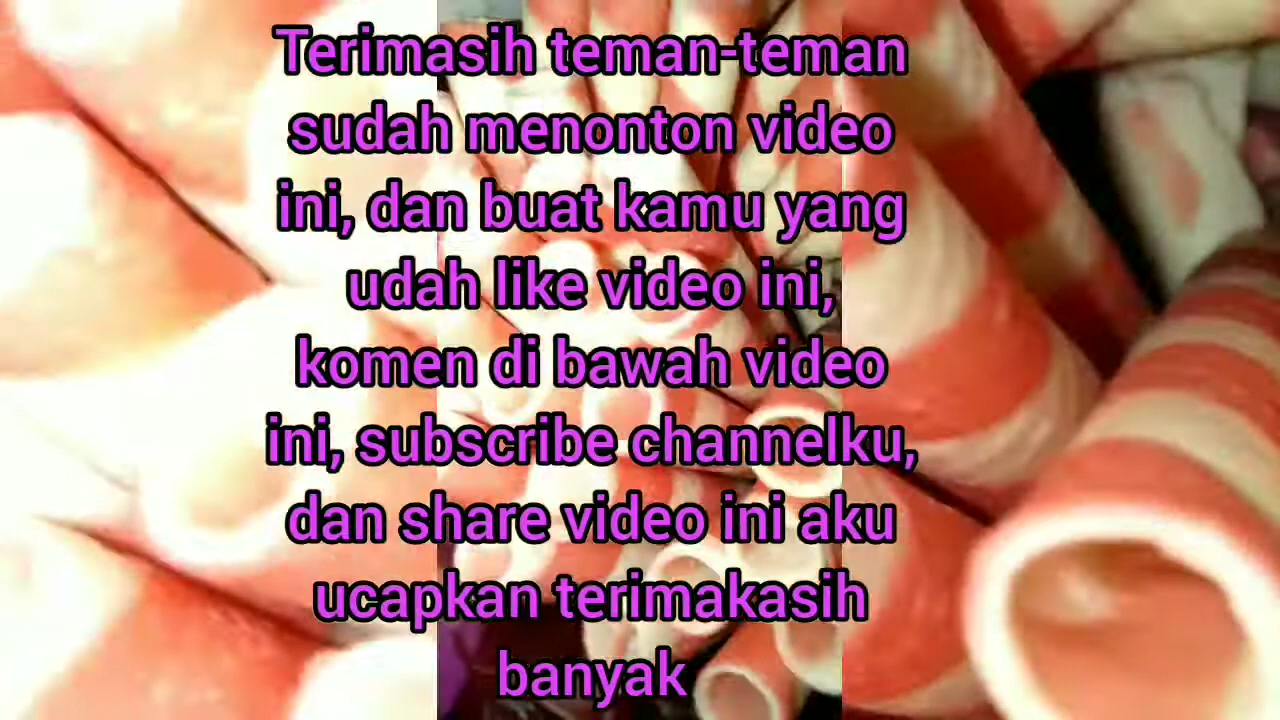 Terimasih teman-teman
sudah menonton video
ini, dan buat kamu yang
udah like video ini,
komen di bawah video
ini, subscribe channelku,
dan share video ini aku
ucapkan terimakasih
banyak